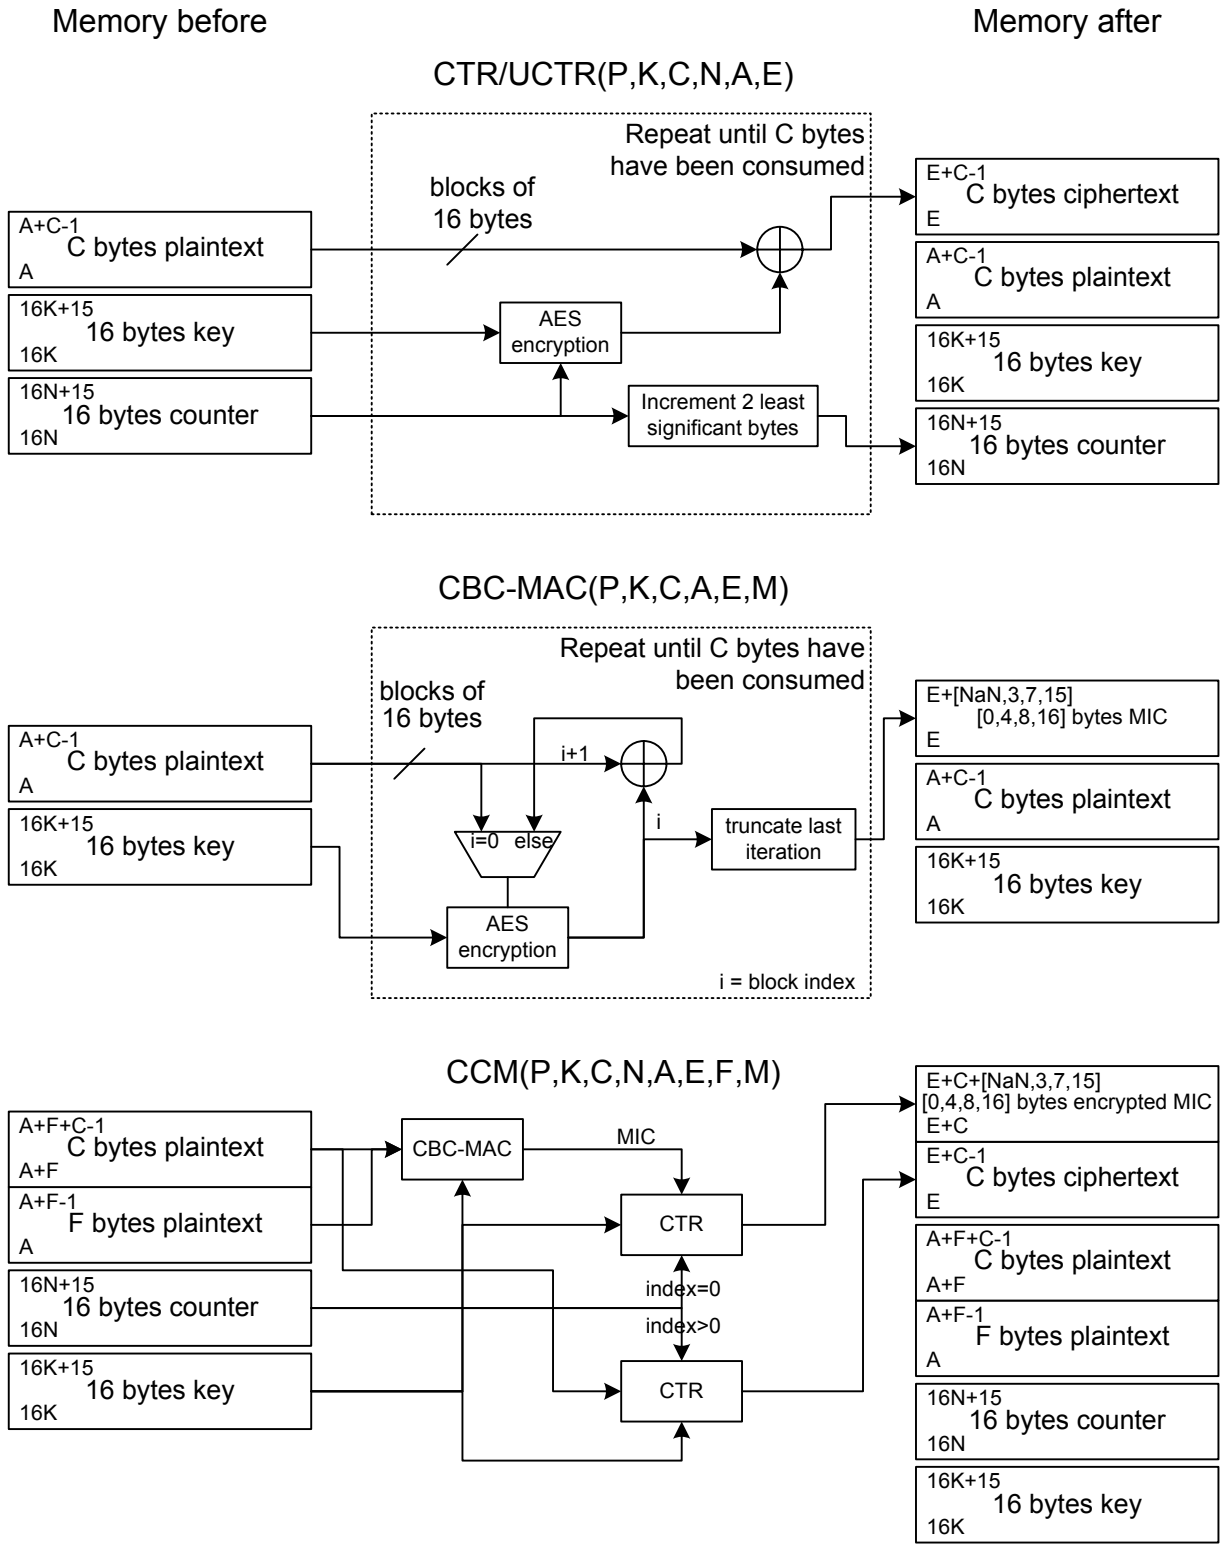 Memory before
Memory after
CTR/UCTR(P,K,C,N,A,E)
Repeat until C bytes
have been consumed
blocks of
16 bytes
A+C-1
C bytes plaintext
A
16K+15
16 bytes key
16K
16N+15
16 bytes counter
16N
AES
encryption
Increment 2 least
significant bytes
E+C-1
C bytes ciphertext
E
A+C-1
C bytes plaintext
A
16K+15
16 bytes key
16K
16N+15
16 bytes counter
16N
CBC-MAC(P,K,C,A,E,M)
Repeat until C bytes have
been consumed
blocks of
16 bytes
A+C-1
C bytes plaintext
A
16K+15
16 bytes key
16K
i+1
i=0 else
i
AES
encryption
truncate last
iteration
i = block index
E+[NaN,3,7,15]
[0,4,8,16] bytes MIC
E
A+C-1
C bytes plaintext
A
16K+15
16 bytes key
16K
CCM(P,K,C,N,A,E,F,M)
A+F+C-1
C bytes plaintext
A+F
A+F-1
F bytes plaintext
A
16N+15
16 bytes counter
16N
16K+15
16 bytes key
16K
CBC-MAC
MIC
CTR
index=0
index>0
CTR
E+C+[NaN,3,7,15]
[0,4,8,16] bytes encrypted MIC
E+C
E+C-1
C bytes ciphertext
E
A+F+C-1
C bytes plaintext
A+F
A+F-1
F bytes plaintext
A
16N+15
16 bytes counter
16N
16K+15
16 bytes key
16K